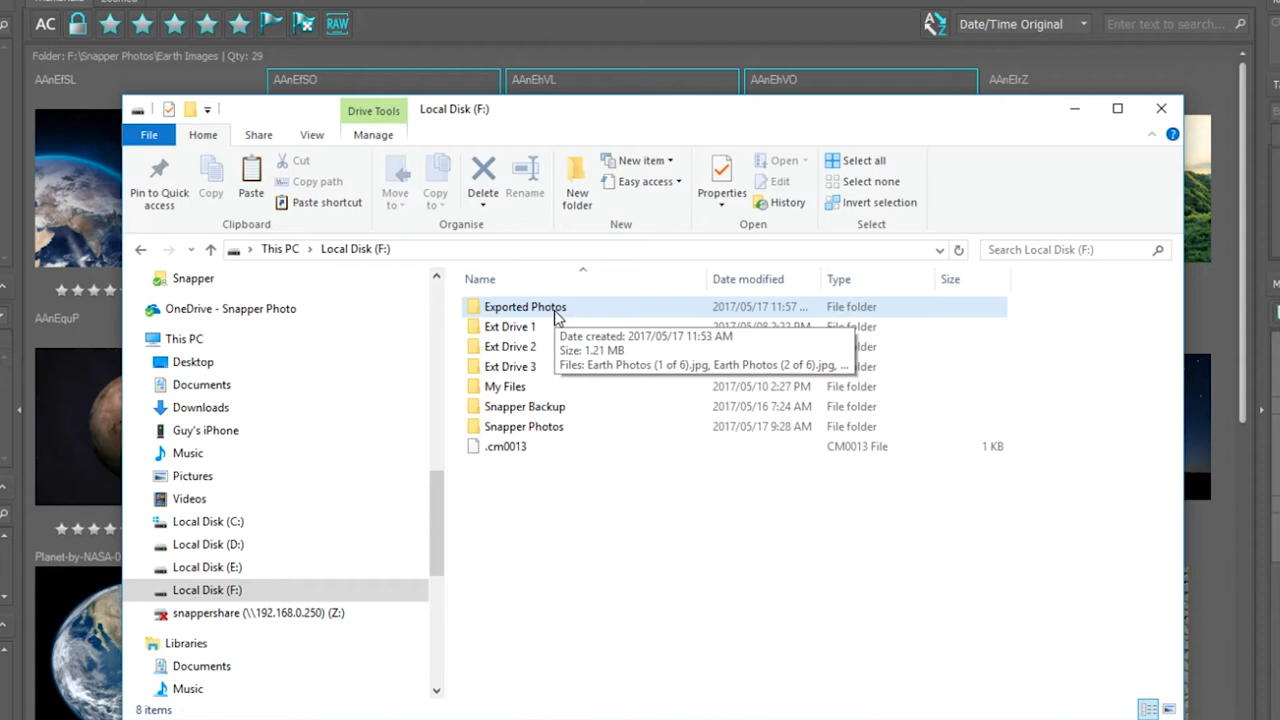 AC
RAW
Date/Time Original
Enter text to search...
Folder: F:\Snapper Photos\Earth Images | Qty: 29
AAnEfSL
AAnEfSO
AAnEhVL
AAnEhVO
AAnEIrZ
AAnEquP
Planet-by-NASA-0
Drive Tools
Local Disk (F:)
File
Home
Share
View
Manage
Pin to Quick
access
Copy
Paste
Cut
Copy path
Paste shortcut
Clipboard
Move
to
Copy
to
Delete
Rename
Organise
New
folder
New item
Easy access
New
Properties
Open
Edit
History
Open
Select all
Select none
Invert selection
Select
This PC
Local Disk (F:)
Search Local Disk (F:)
Snapper
OneDrive - Snapper Photo
This PC
Desktop
Documents
Downloads
Guy's iPhone
Music
Pictures
Videos
Local Disk (C:)
Local Disk (D:)
Local Disk (E:)
Local Disk (F:)
snappershare (\\192.168.0.250) (Z:)
Libraries
Documents
Music
Name Date modified Type Size
Exported Photos 2017/05/17 11:57 ... File folder
Ext Drive 1 File folder
Ext Drive 2 File folder
Ext Drive 3 File folder
My Files 2017/05/10 2:27 PM File folder
Snapper Backup 2017/05/16 7:24 AM File folder
Snapper Photos 2017/05/17 9:28 AM File folder
.cm0013 CM0013 File 1 KB
Date created: 2017/05/17 11:53 AM
Size: 1.21 MB
Files: Earth Photos (1 of 6).jpg, Earth Photos (2 of 6).jpg, ...
8 items